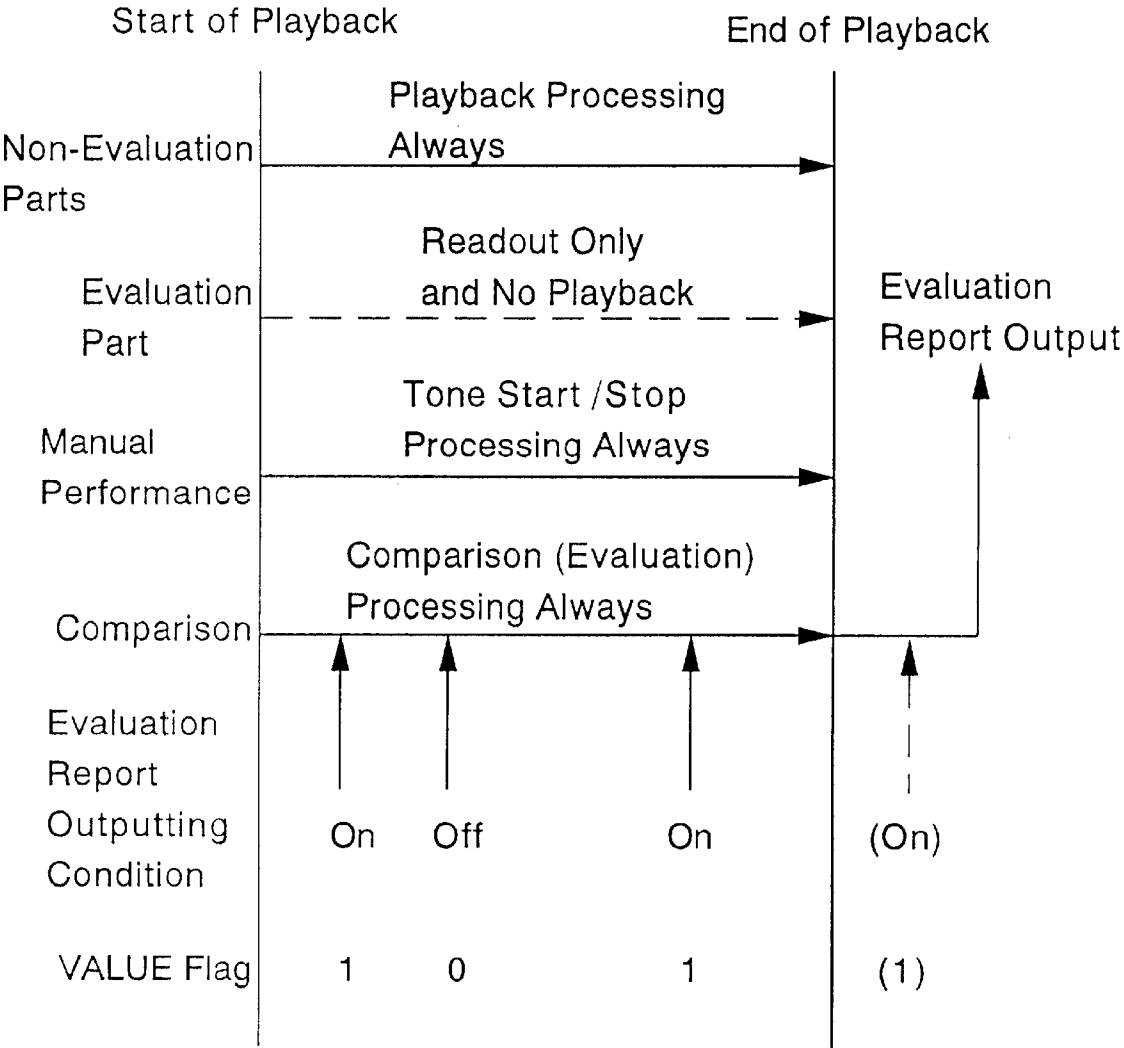 Start of Playback
End of Playback
Playback Processing
Always
Non-Evaluation
Parts
Readout Only
and No Playback
Evaluation
Part
Evaluation
Report Output
Tone Start /Stop
Processing Always
Manual
Performance
Comparison (Evaluation)
Processing Always
Comparison
Evaluation
Report
Outputting
Condition
On Off On (On)
VALUE Flag 1 0 1 (1)